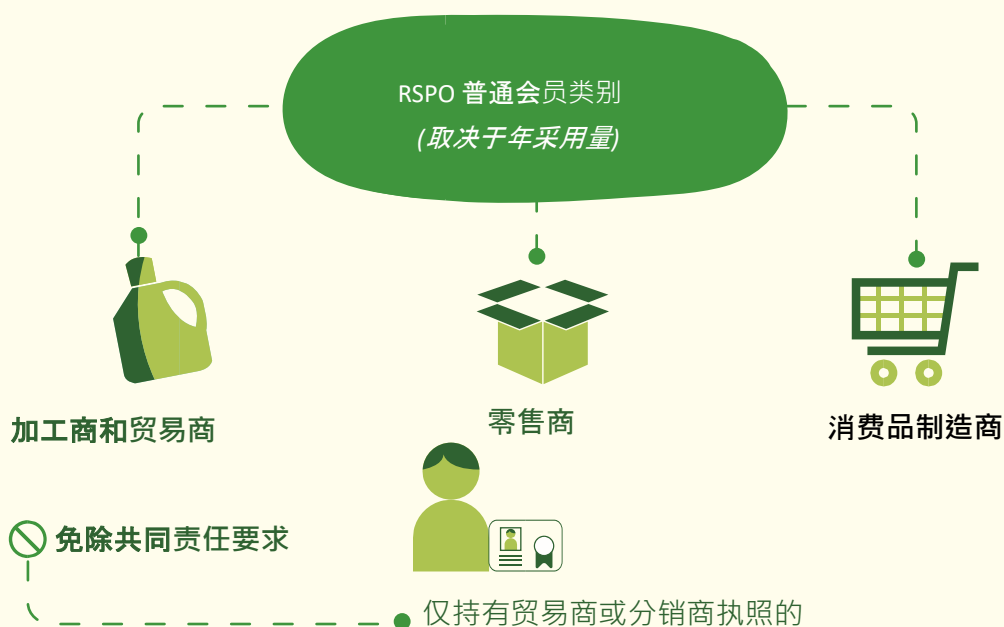 RSPO 普通会员类别
(取决于年采用量)
加工商和贸易商
零售商
消费品制造商
免除共同责任要求
仅持有贸易商或分销商执照的